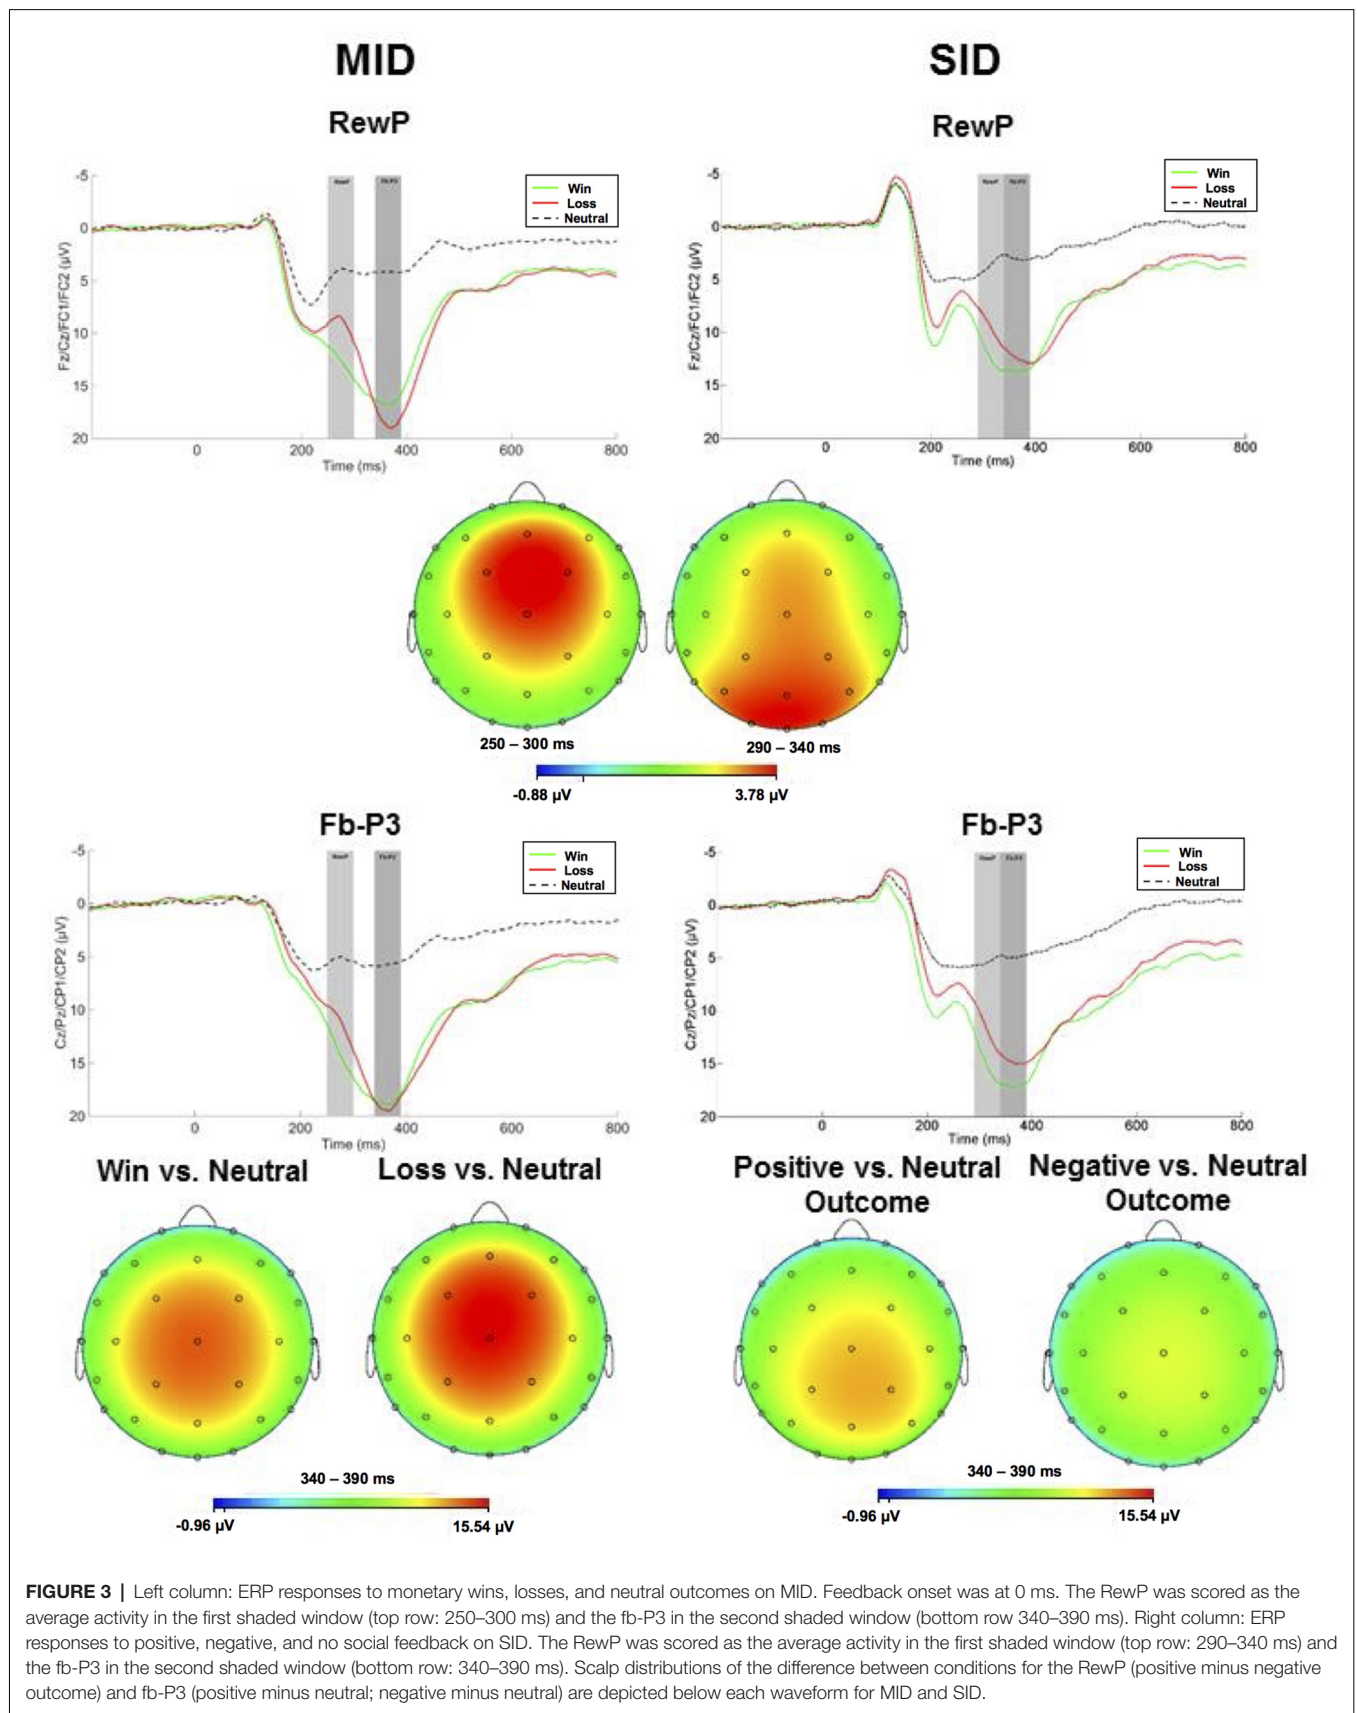 MID
SID
RewP
RewP
-5
0
5
10
15
20
Fz/Cz/FC1/FC2 (µV)
RewP
Fb-P3
Win
Loss
Neutral
0
200
400
600
800
Time (ms)
-5
0
5
10
15
20
Fz/Cz/FC1/FC2 (µV)
RewP
Fb-P3
Win
Loss
Neutral
0
200
400
600
800
Time (ms)
250 – 300 ms
290 – 340 ms
-0.88 µV
3.78 µV
Fb-P3
Fb-P3
-5
0
5
10
15
20
Cz/Pz/CP1/CP2 (µV)
RewP
Fb-P3
Win
Loss
Neutral
0
200
400
600
800
Time (ms)
-5
0
5
10
15
20
Cz/Pz/CP1/CP2 (µV)
RewP
Fb-P3
Win
Loss
Neutral
0
200
400
600
800
Time (ms)
Win vs. Neutral
Loss vs. Neutral
Positive vs. Neutral
Outcome
Negative vs. Neutral
Outcome
340 – 390 ms
-0.96 µV
15.54 µV
340 – 390 ms
-0.96 µV
15.54 µV
FIGURE 3 | Left column: ERP responses to monetary wins, losses, and neutral outcomes on MID. Feedback onset was at 0 ms. The RewP was scored as the
average activity in the first shaded window (top row: 250–300 ms) and the fb-P3 in the second shaded window (bottom row 340–390 ms). Right column: ERP
responses to positive, negative, and no social feedback on SID. The RewP was scored as the average activity in the first shaded window (top row: 290–340 ms) and
the fb-P3 in the second shaded window (bottom row: 340–390 ms). Scalp distributions of the difference between conditions for the RewP (positive minus negative
outcome) and fb-P3 (positive minus neutral; negative minus neutral) are depicted below each waveform for MID and SID.